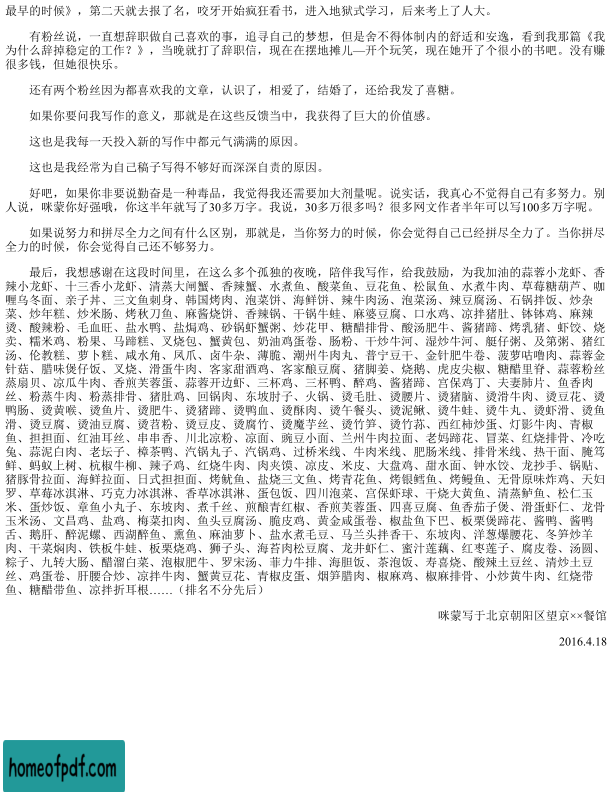 最早的时候》，第二天就去报了名，咬牙开始疯狂看书，进入地狱式学习，后来考上了人大。
有粉丝说，一直想辞职做自己喜欢的事，追寻自己的梦想，但是舍不得体制内的舒适和安逸，看到我那篇《我
为什么辞掉稳定的工作？》，当晚就打了辞职信，现在在摆地摊儿—开个玩笑，现在她开了个很小的书吧。没有赚
很多钱，但她很快乐。
还有两个粉丝因为都喜欢我的文章，认识了，相爱了，结婚了，还给我发了喜糖。
如果你要问我写作的意义，那就是在这些反馈当中，我获得了巨大的价值感。
这也是我每一天投入新的写作中都元气满满的原因。
这也是我经常为自己稿子写得不够好而深深自责的原因。
好吧，如果你非要说勤奋是一种毒品，我觉得我还需要加大剂量呢。说实话，我真心不觉得自己有多努力。别
人说，咪蒙你好强哦，你这半年就写了30多万字。我说，30多万很多吗？很多网文作者半年可以写100多万字呢。
如果说努力和拼尽全力之间有什么区别，那就是，当你努力的时候，你会觉得自己已经拼尽全力了。当你拼尽
全力的时候，你会觉得自己还不够努力。
最后，我想感谢在这段时间里，在这么多个孤独的夜晚，陪伴我写作，给我鼓励，为我加油的蒜蓉小龙虾、香
辣小龙虾、十三香小龙虾、清蒸大闸蟹、香辣蟹、水煮鱼、酸菜鱼、豆花鱼、松鼠鱼、水煮牛肉、草莓糖葫芦、咖
喱乌冬面、亲子丼、三文鱼刺身、韩国烤肉、泡菜饼、海鲜饼、辣牛肉汤、泡菜汤、辣豆腐汤、石锅拌饭、炒杂
菜、炒年糕、炒米肠、烤秋刀鱼、麻酱烧饼、香辣锅、干锅牛蛙、麻婆豆腐、口水鸡、凉拌猪肚、钵钵鸡、麻辣
烫、酸辣粉、毛血旺、盐水鸭、盐焗鸡、砂锅虾蟹粥、炒花甲、糖醋排骨、酸汤肥牛、酱猪蹄、烤乳猪、虾饺、烧
卖、糯米鸡、粉果、马蹄糕、叉烧包、蟹黄包、奶油鸡蛋卷、肠粉、干炒牛河、湿炒牛河、艇仔粥、及第粥、猪红
汤、伦教糕、萝卜糕、咸水角、凤爪、卤牛杂、薄脆、潮州牛肉丸、普宁豆干、金针肥牛卷、菠萝咕噜肉、蒜蓉金
针菇、腊味煲仔饭、叉烧、滑蛋牛肉、客家甜酒鸡、客家酿豆腐、猪脚姜、烧鹅、虎皮尖椒、糖醋里脊、蒜蓉粉丝
蒸扇贝、凉瓜牛肉、香煎芙蓉蛋、蒜蓉开边虾、三杯鸡、三杯鸭、醉鸡、酱猪蹄、宫保鸡丁、夫妻肺片、鱼香肉
丝、粉蒸牛肉、粉蒸排骨、猪肚鸡、回锅肉、东坡肘子、火锅、烫毛肚、烫腰片、烫猪脑、烫滑牛肉、烫豆花、烫
鸭肠、烫黄喉、烫鱼片、烫肥牛、烫猪蹄、烫鸭血、烫酥肉、烫午餐头、烫泥鳅、烫牛蛙、烫牛丸、烫虾滑、烫鱼
滑、烫豆腐、烫油豆腐、烫苕粉、烫豆皮、烫腐竹、烫魔芋丝、烫竹笋、烫竹荪、西红柿炒蛋、灯影牛肉、青椒
鱼、担担面、红油耳丝、串串香、川北凉粉、凉面、豌豆小面、兰州牛肉拉面、老妈蹄花、冒菜、红烧排骨、冷吃
兔、蒜泥白肉、老坛子、樟茶鸭、汽锅丸子、汽锅鸡、过桥米线、牛肉米线、肥肠米线、排骨米线、热干面、腌笃
鲜、蚂蚁上树、杭椒牛柳、辣子鸡、红烧牛肉、肉夹馍、凉皮、米皮、大盘鸡、甜水面、钟水饺、龙抄手、锅贴、
猪豚骨拉面、海鲜拉面、日式担担面、烤鱿鱼、盐烧三文鱼、烤青花鱼、烤银鳕鱼、烤鳗鱼、无骨原味炸鸡、天妇
罗、草莓冰淇淋、巧克力冰淇淋、香草冰淇淋、蛋包饭、四川泡菜、宫保虾球、干烧大黄鱼、清蒸鲈鱼、松仁玉
米、蛋炒饭、章鱼小丸子、东坡肉、煮干丝、煎酿青红椒、香煎芙蓉蛋、四喜豆腐、鱼香茄子煲、滑蛋虾仁、龙骨
玉米汤、文昌鸡、盐鸡、梅菜扣肉、鱼头豆腐汤、脆皮鸡、黄金咸蛋卷、椒盐鱼下巴、板栗煲蹄花、酱鸭、酱鸭
舌、鹅肝、醉泥螺、西湖醉鱼、熏鱼、麻油萝卜、盐水煮毛豆、马兰头拌香干、东坡肉、洋葱爆腰花、冬笋炒羊
肉、干菜焖肉、铁板牛蛙、板栗烧鸡、狮子头、海苔肉松豆腐、龙井虾仁、蜜汁莲藕、红枣莲子、腐皮卷、汤圆、
粽子、九转大肠、醋溜白菜、泡椒肥牛、罗宋汤、菲力牛排、海胆饭、茶泡饭、寿喜烧、酸辣土豆丝、清炒土豆
丝、鸡蛋卷、肝腰合炒、凉拌牛肉、蟹黄豆花、青椒皮蛋、烟笋腊肉、椒麻鸡、椒麻排骨、小炒黄牛肉、红烧带
鱼、糖醋带鱼、凉拌折耳根……（排名不分先后）
咪蒙写于北京朝阳区望京××餐馆
2016.4.18
homeofpdf.com